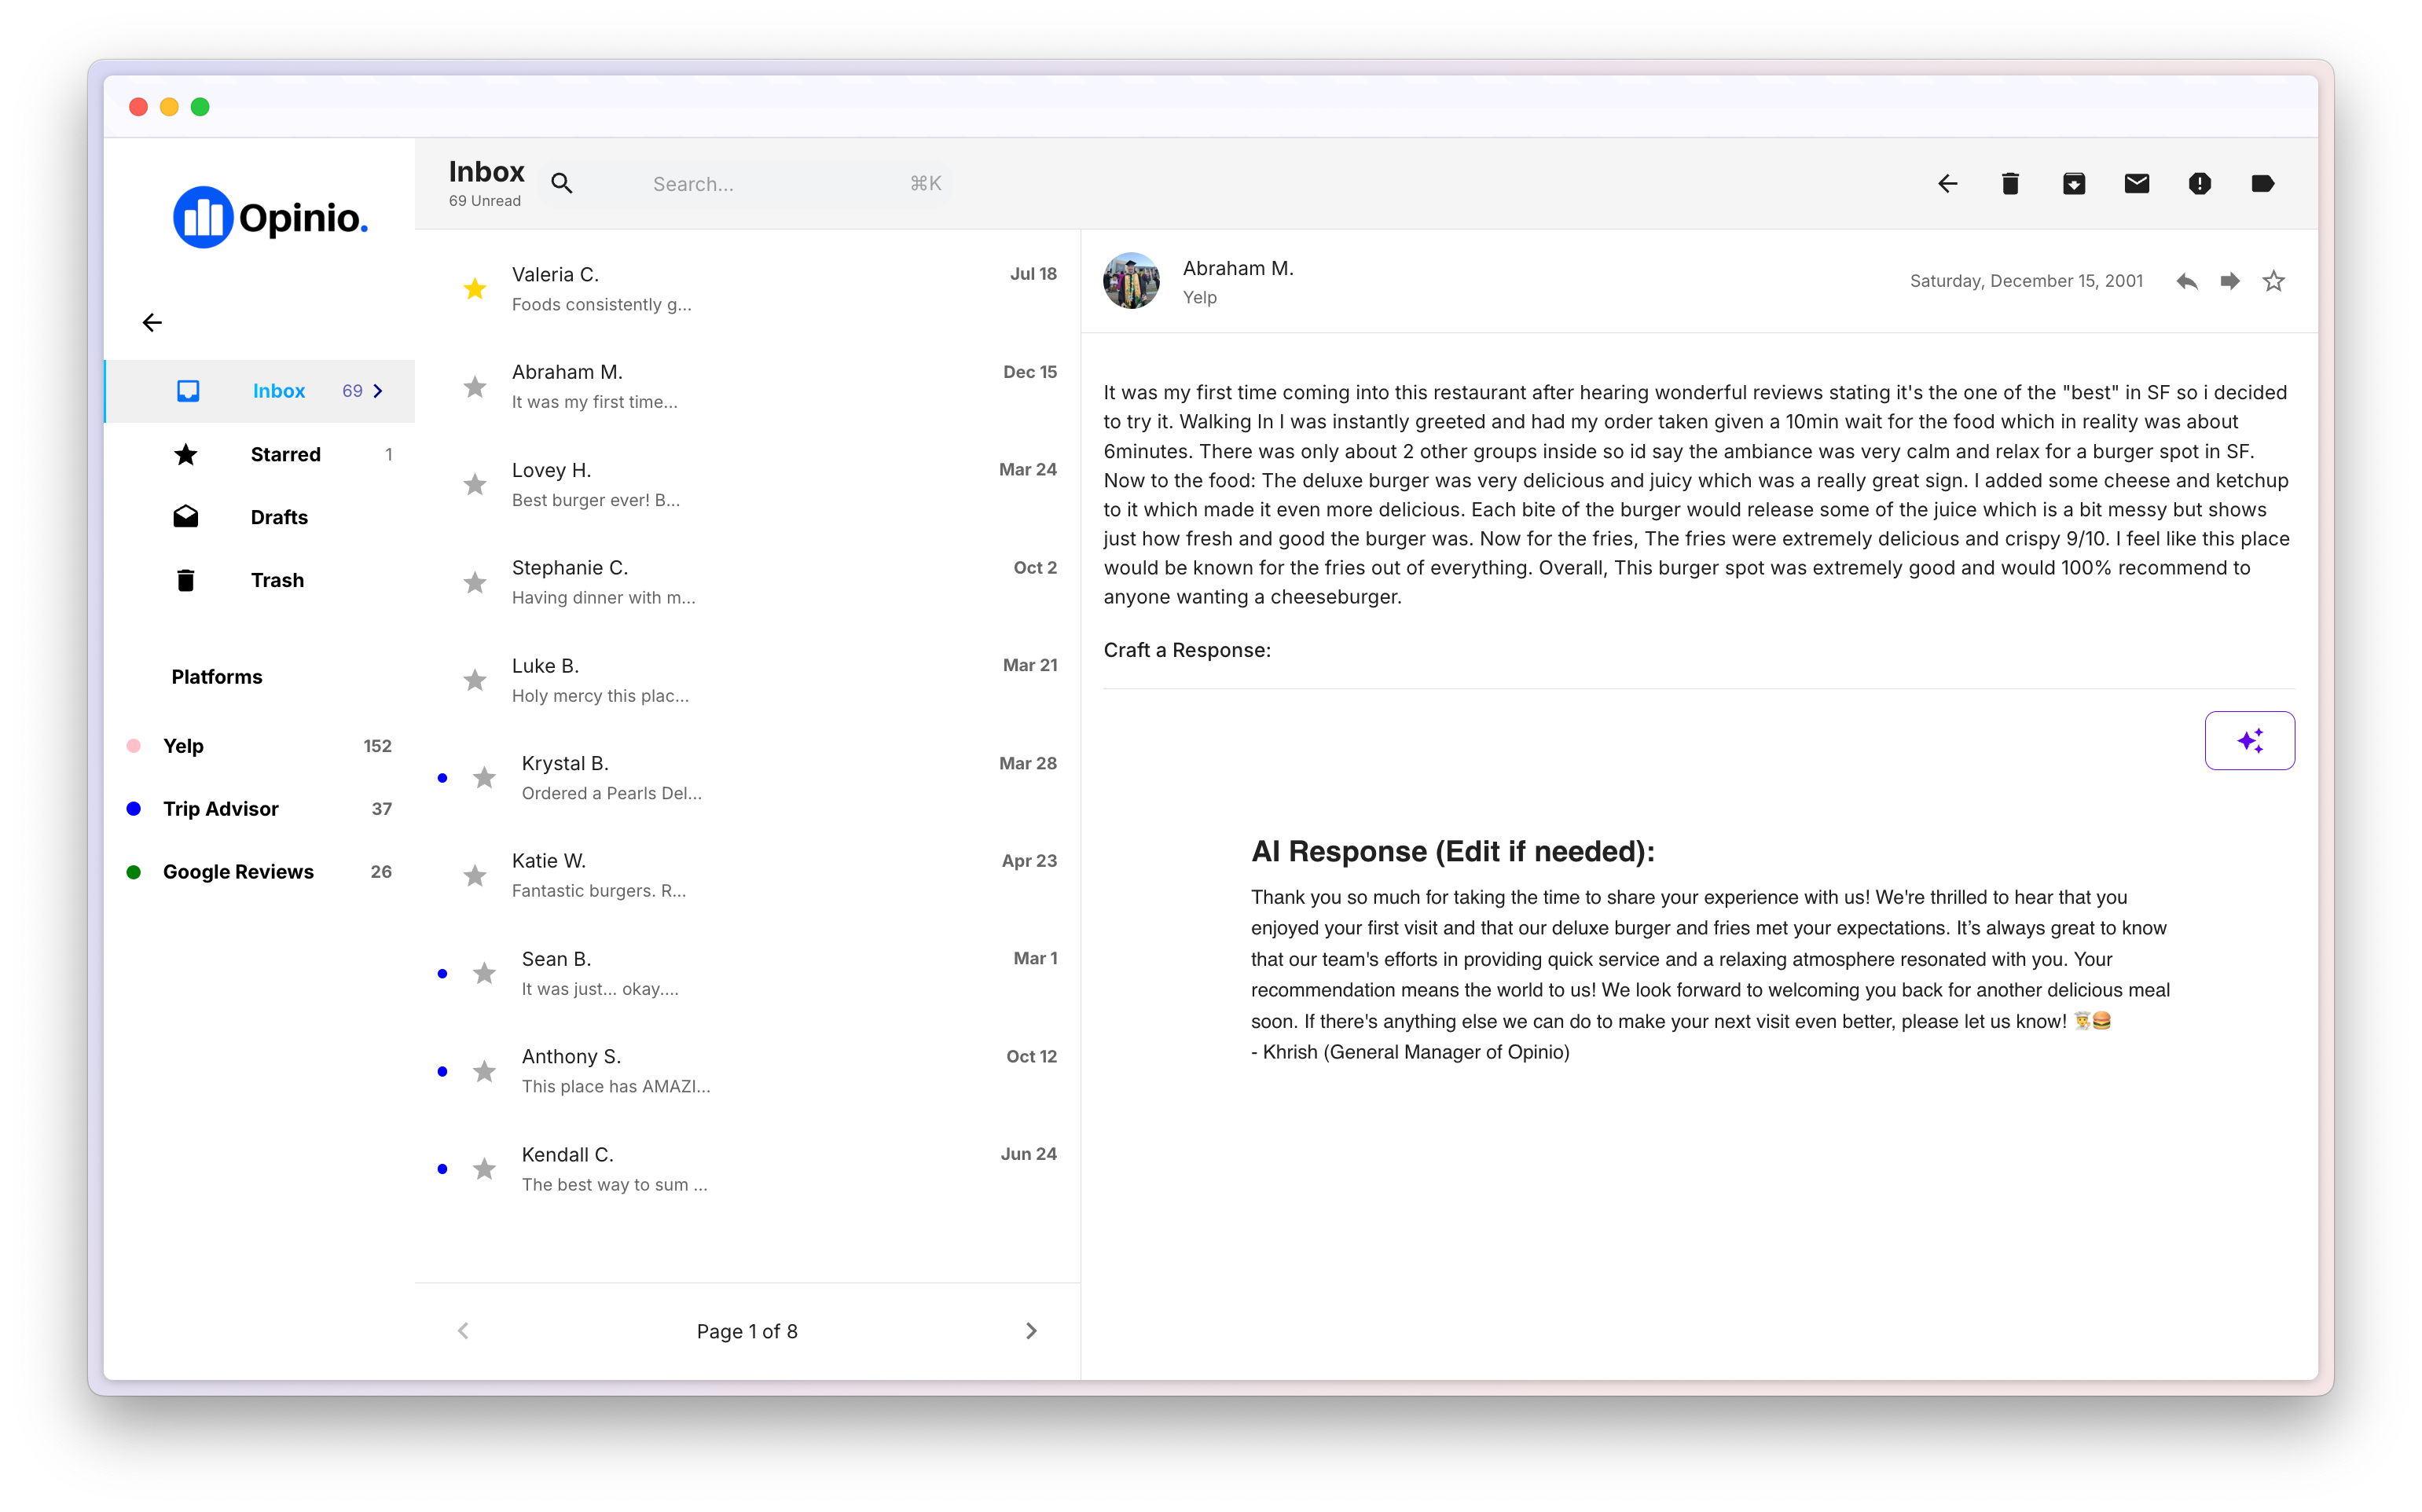 Opinio.
Inbox 69
Starred 1
Drafts
Trash
Platforms
Yelp 152
Trip Advisor 37
Google Reviews 26
Inbox
69 Unread
Search... ⌘K
Valeria C. Jul 18
Foods consistently g...
Abraham M. Dec 15
It was my first time...
Lovey H. Mar 24
Best burger ever! B...
Stephanie C. Oct 2
Having dinner with m...
Luke B. Mar 21
Holy mercy this plac...
Krystal B. Mar 28
Ordered a Pearls Del...
Katie W. Apr 23
Fantastic burgers. R...
Sean B. Mar 1
It was just... okay....
Anthony S. Oct 12
This place has AMAZI...
Kendall C. Jun 24
The best way to sum ...
Page 1 of 8
Abraham M.
Yelp
Saturday, December 15, 2001
It was my first time coming into this restaurant after hearing wonderful reviews stating it's the one of the "best" in SF so i decided
to try it. Walking In I was instantly greeted and had my order taken given a 10min wait for the food which in reality was about
6minutes. There was only about 2 other groups inside so id say the ambiance was very calm and relax for a burger spot in SF.
Now to the food: The deluxe burger was very delicious and juicy which was a really great sign. I added some cheese and ketchup
to it which made it even more delicious. Each bite of the burger would release some of the juice which is a bit messy but shows
just how fresh and good the burger was. Now for the fries, The fries were extremely delicious and crispy 9/10. I feel like this place
would be known for the fries out of everything. Overall, This burger spot was extremely good and would 100% recommend to
anyone wanting a cheeseburger.
Craft a Response:
AI Response (Edit if needed):
Thank you so much for taking the time to share your experience with us! We're thrilled to hear that you
enjoyed your first visit and that our deluxe burger and fries met your expectations. It’s always great to know
that our team's efforts in providing quick service and a relaxing atmosphere resonated with you. Your
recommendation means the world to us! We look forward to welcoming you back for another delicious meal
soon. If there's anything else we can do to make your next visit even better, please let us know! 👨‍🍳🍔
- Khrish (General Manager of Opinio)